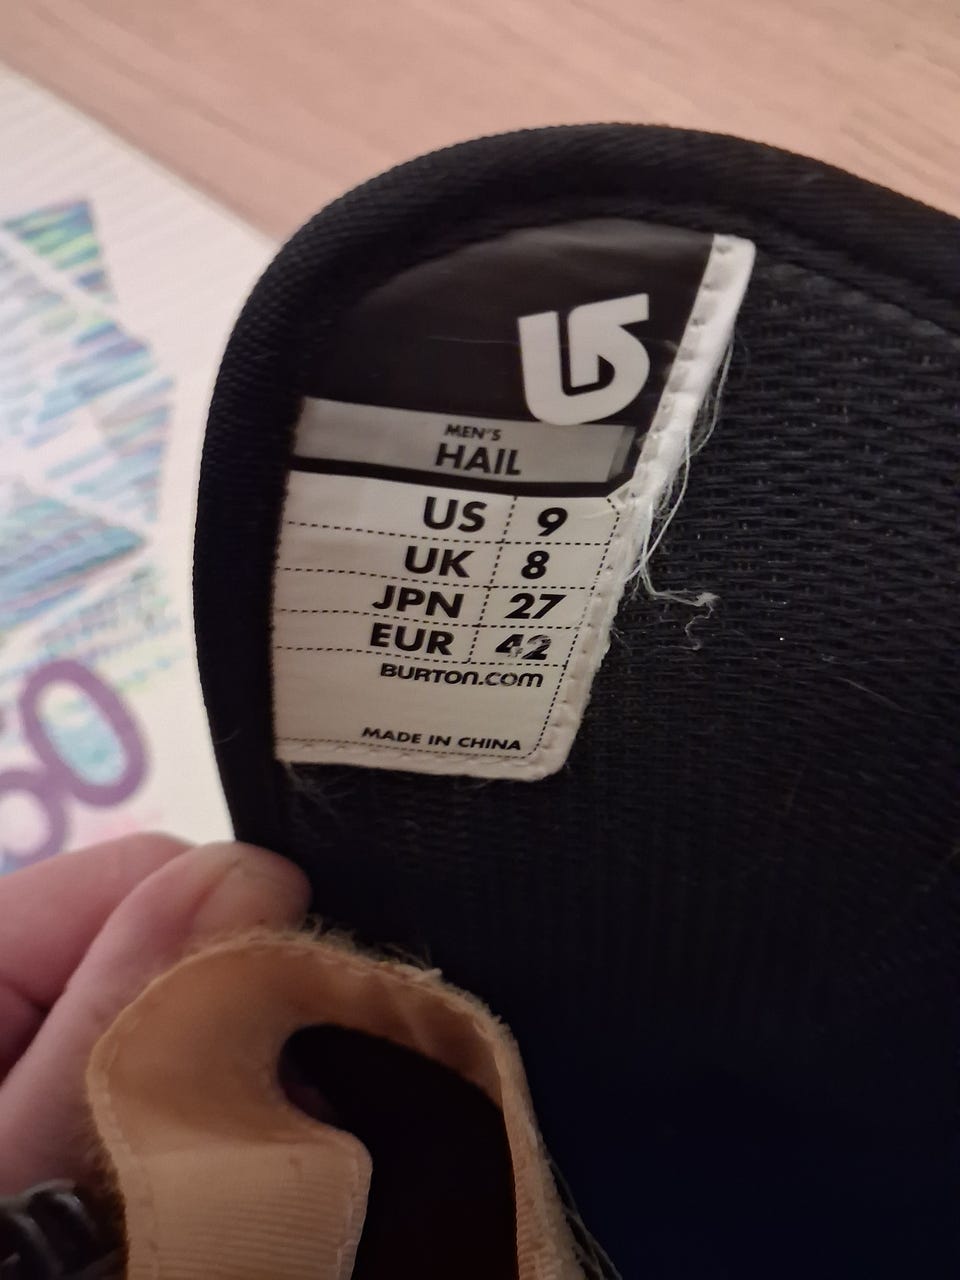 MEN'S
HAIL
US 9
UK 8
JPN 27
EUR 42
BURTON.COM
MADE IN CHINA